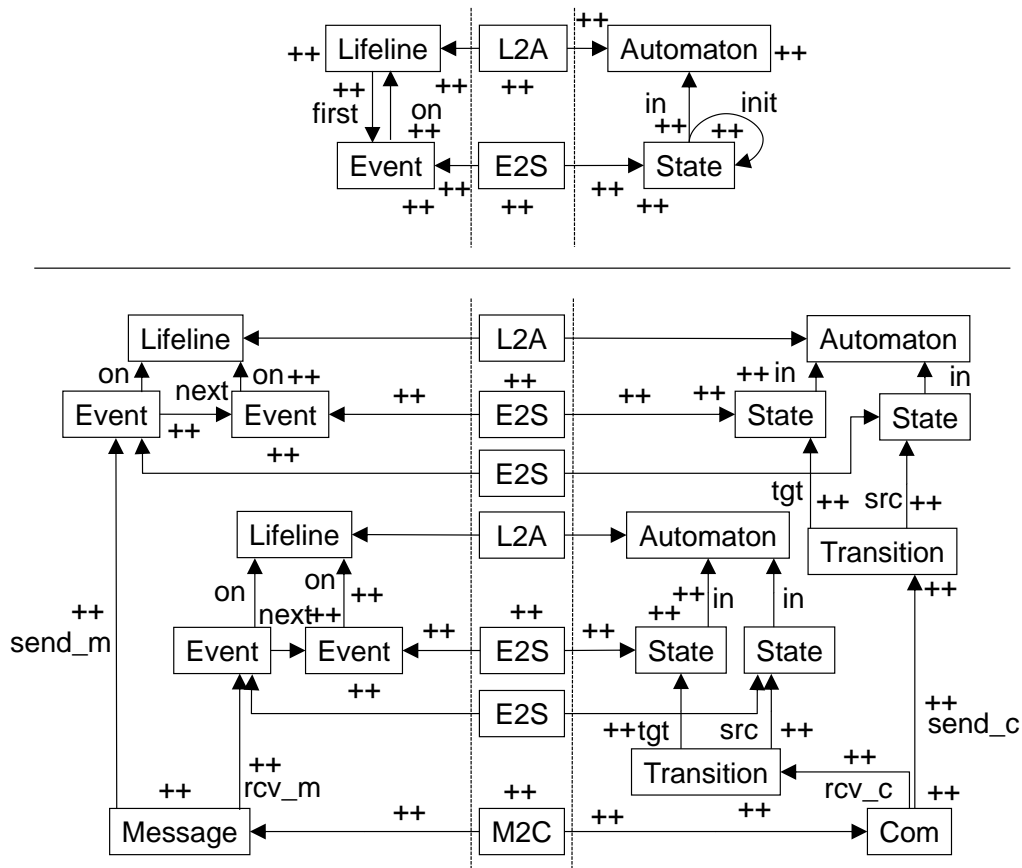 ++ ++
Lifeline L2A Automaton
++ ++
++ ++ ++
first on in init
++ ++ ++
Event E2S State
++ ++ ++
++ ++ ++
Lifeline L2A Automaton
on next on ++ ++ ++ ++ in in
Event Event ++ E2S ++ State State
++
++ E2S
tgt ++ src ++
Lifeline L2A Automaton Transition
on on ++ ++ in in ++
++ next ++ ++ ++ ++ ++
send_m Event Event E2S State State
++
E2S
++ tgt src ++ ++ send_c
++ Transition ++
rcv_m rcv_c
++ ++ ++ ++
Message ++ M2C ++ Com